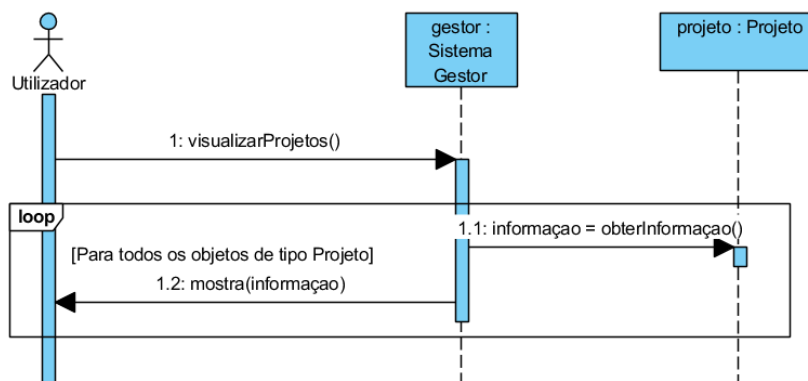 Utilizador
gestor :
Sistema
Gestor
projeto : Projeto
1: visualizarProjetos()
loop
1.1: informaçao = obterInformaçao()
[Para todos os objetos de tipo Projeto]
1.2: mostra(informaçao)